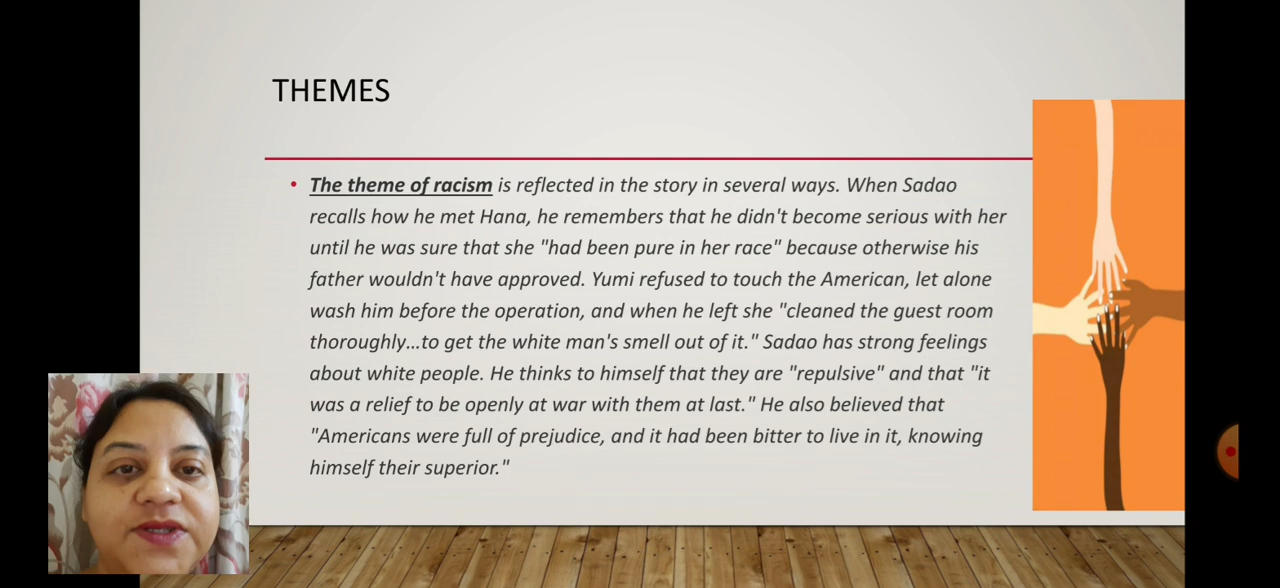 THEMES
The theme of racism is reflected in the story in several ways. When Sadao
recalls how he met Hana, he remembers that he didn't become serious with her
until he was sure that she "had been pure in her race" because otherwise his
father wouldn't have approved. Yumi refused to touch the American, let alone
wash him before the operation, and when he left she "cleaned the guest room
thoroughly...to get the white man's smell out of it." Sadao has strong feelings
about white people. He thinks to himself that they are "repulsive" and that "it
was a relief to be openly at war with them at last." He also believed that
"Americans were full of prejudice, and it had been bitter to live in it, knowing
himself their superior."